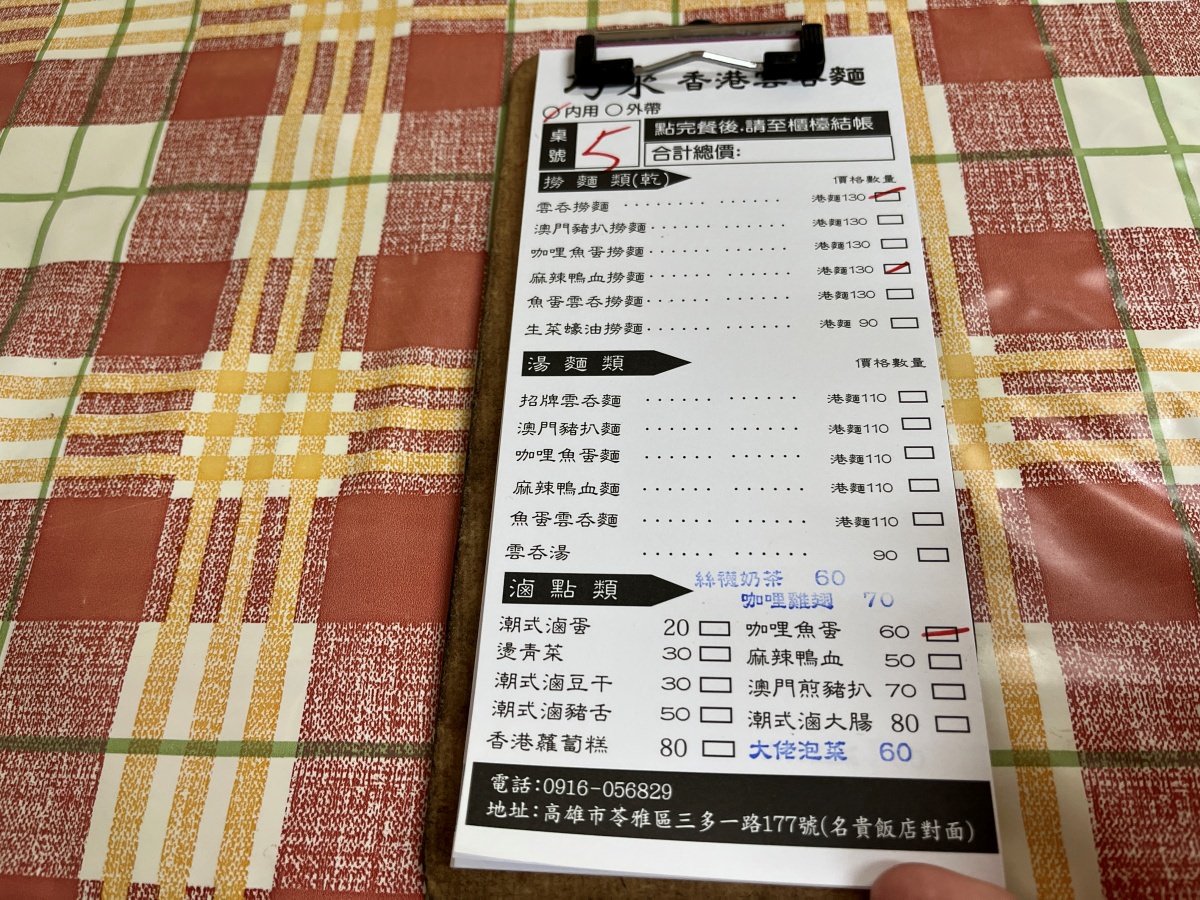 香港雲吞麵
內用 外帶
桌號 5 點完餐後,請至櫃檯結帳
合計總價:
撈麵類(乾) 價格數量
雲吞撈麵 港麵130
澳門豬扒撈麵 港麵130
咖哩魚蛋撈麵 港麵130
麻辣鴨血撈麵 港麵130
魚蛋雲吞撈麵 港麵130
生菜蠔油撈麵 港麵 90
湯麵類 價格數量
招牌雲吞麵 港麵110
澳門豬扒麵 港麵110
咖哩魚蛋麵 港麵110
麻辣鴨血麵 港麵110
魚蛋雲吞麵 港麵110
雲吞湯 90
滷點類 絲襪奶茶 60
咖哩雞翅 70
潮式滷蛋 20 咖哩魚蛋 60
燙青菜 30 麻辣鴨血 50
潮式滷豆干 30 澳門煎豬扒 70
潮式滷豬舌 50 潮式滷大腸 80
香港蘿蔔糕 80 大佬泡菜 60
電話:0916-056829
地址:高雄市苓雅區三多一路177號(名貴飯店對面)